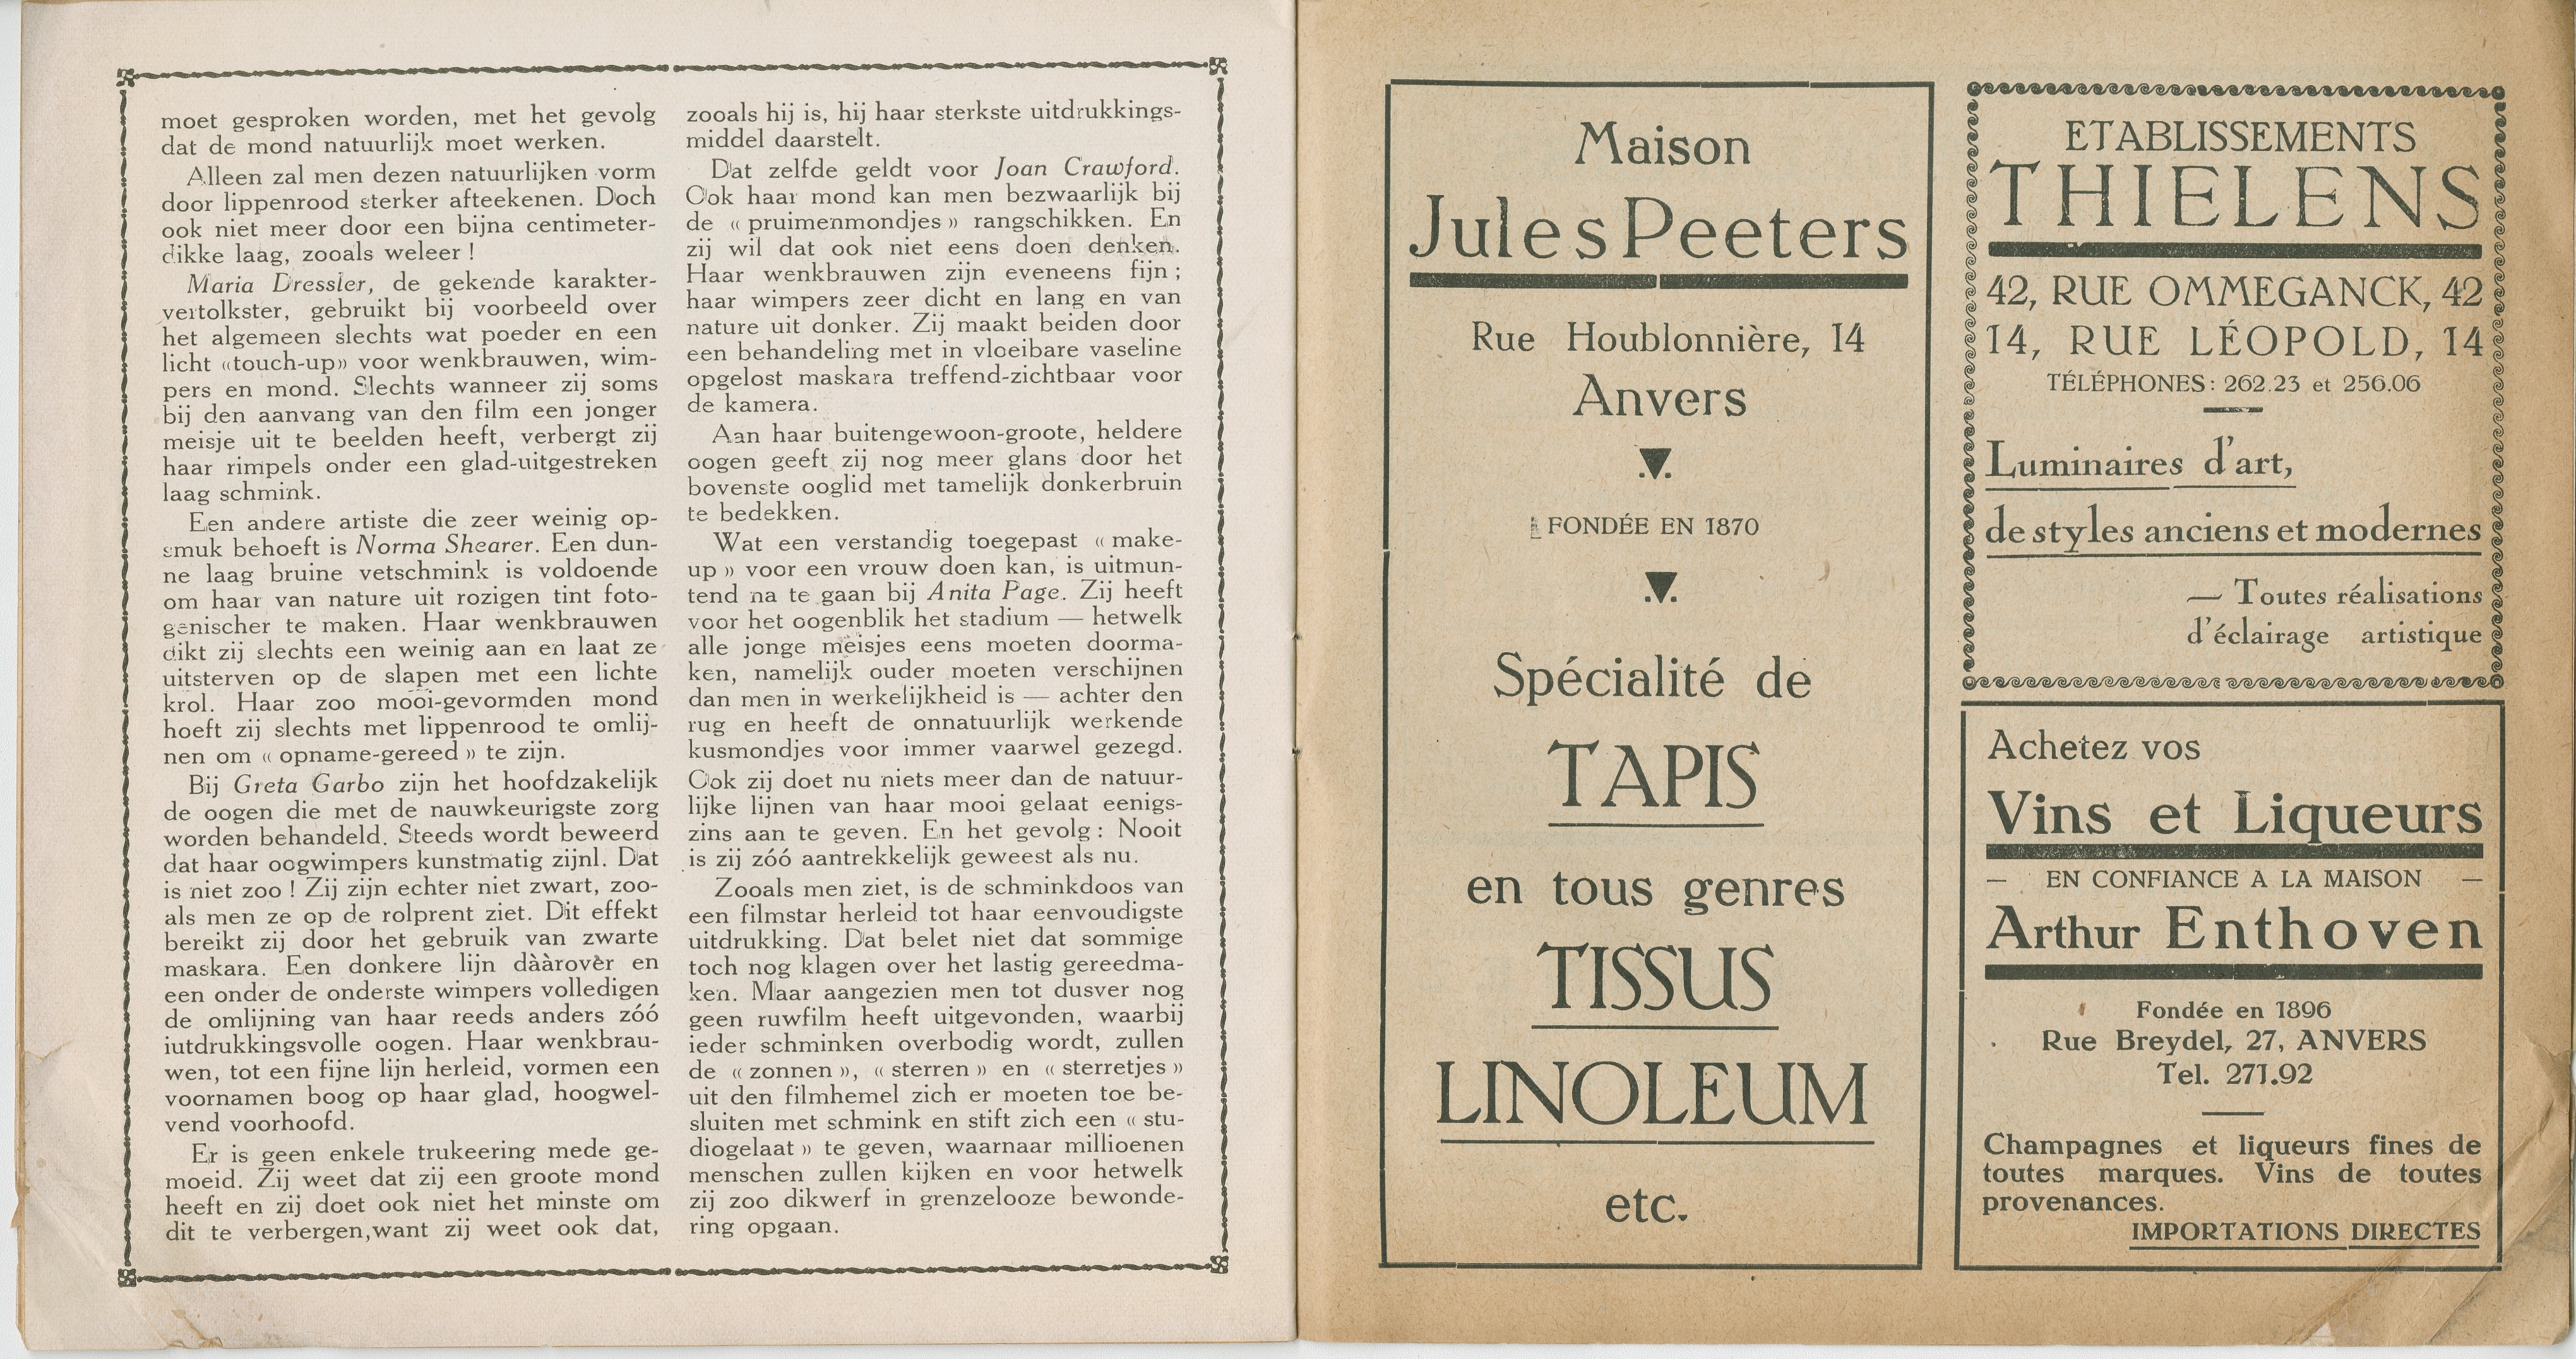 moet gesproken worden, met het gevolg
dat de mond natuurlijk moet werken.
Alleen zal men dezen natuurlijken vorm
door lippenrood sterker afteekenen. Doch
ook niet meer door een bijna centimeter-
dikke laag, zooals weleer !
Maria Dressler, de gekende karakter-
vertolkster, gebruikt bij voorbeeld over
het algemeen slechts wat poeder en een
licht «touch-up» voor wenkbrauwen, wim-
pers en mond. Slechts wanneer zij soms
bij den aanvang van den film een jonger
meisje uit te beelden heeft, verbergt zij
haar rimpels onder een glad-uitgestreken
laag schmink.
Een andere artiste die zeer weinig op-
smuk behoeft is Norma Shearer. Een dun-
ne laag bruine vetschmink is voldoende
om haar van nature uit rozigen tint foto-
genischer te maken. Haar wenkbrauwen
dikt zij slechts een weinig aan en laat ze
uitsterven op de slapen met een lichte
krol. Haar zoo mooi-gevormden mond
hoeft zij slechts met lippenrood te omlij-
nen om « opname-gereed » te zijn.
Bij Greta Garbo zijn het hoofdzakelijk
de oogen die met de nauwkeurigste zorg
worden behandeld. Steeds wordt beweerd
dat haar oogwimpers kunstmatig zijnl. Dat
is niet zoo ! Zij zijn echter niet zwart, zoo-
als men ze op de rolprent ziet. Dit effekt
bereikt zij door het gebruik van zwarte
maskara. Een donkere lijn dààrover en
een onder de onderste wimpers volledigen
de omlijning van haar reeds anders zóó
iutdrukkingsvolle oogen. Haar wenkbrau-
wen, tot een fijne lijn herleid, vormen een
voornamen boog op haar glad, hoogwel-
vend voorhoofd.
Er is geen enkele trukeering mede ge-
moeid. Zij weet dat zij een groote mond
heeft en zij doet ook niet het minste om
dit te verbergen,want zij weet ook dat,
zooals hij is, hij haar sterkste uitdrukkings-
middel daarstelt.
Dat zelfde geldt voor Joan Crawford.
Ook haar mond kan men bezwaarlijk bij
de « pruimenmondjes » rangschikken. En
zij wil dat ook niet eens doen denken.
Haar wenkbrauwen zijn eveneens fijn ;
haar wimpers zeer dicht en lang en van
nature uit donker. Zij maakt beiden door
een behandeling met in vloeibare vaseline
opgelost maskara treffend-zichtbaar voor
de kamera.
Aan haar buitengewoon-groote, heldere
oogen geeft zij nog meer glans door het
bovenste ooglid met tamelijk donkerbruin
te bedekken.
Wat een verstandig toegepast « make-
up » voor een vrouw doen kan, is uitmun-
tend na te gaan bij Anita Page. Zij heeft
voor het oogenblik het stadium — hetwelk
alle jonge meisjes eens moeten doorma-
ken, namelijk ouder moeten verschijnen
dan men in werkelijkheid is — achter den
rug en heeft de onnatuurlijk werkende
kusmondjes voor immer vaarwel gezegd.
Ook zij doet nu niets meer dan de natuur-
lijke lijnen van haar mooi gelaat eenigs-
zins aan te geven. En het gevolg : Nooit
is zij zóó aantrekkelijk geweest als nu.
Zooals men ziet, is de schminkdoos van
een filmstar herleid tot haar eenvoudigste
uitdrukking. Dat belet niet dat sommige
toch nog klagen over het lastig gereedma-
ken. Maar aangezien men tot dusver nog
geen ruwfilm heeft uitgevonden, waarbij
ieder schminken overbodig wordt, zullen
de « zonnen », « sterren » en « sterretjes »
uit den filmhemel zich er moeten toe be-
sluiten met schmink en stift zich een « stu-
diogelaat » te geven, waarnaar millioenen
menschen zullen kijken en voor hetwelk
zij zoo dikwerf in grenzelooze bewonde-
ring opgaan.
Maison
Jules Peeters
Rue Houblonnière, 14
Anvers
FONDÉE EN 1870
Spécialité de
TAPIS
en tous genres
TISSUS
LINOLEUM
etc.
ETABLISSEMENTS
THIELENS
42, RUE OMMEGANCK, 42
14, RUE LÉOPOLD, 14
TÉLÉPHONES : 262.23 et 256.06
Luminaires d'art,
de styles anciens et modernes
— Toutes réalisations
d'éclairage artistique
Achetez vos
Vins et Liqueurs
— EN CONFIANCE A LA MAISON —
Arthur Enthoven
Fondée en 1896
Rue Breydel, 27, ANVERS
Tel. 271.92
Champagnes et liqueurs fines de
toutes marques. Vins de toutes
provenances.
IMPORTATIONS DIRECTES